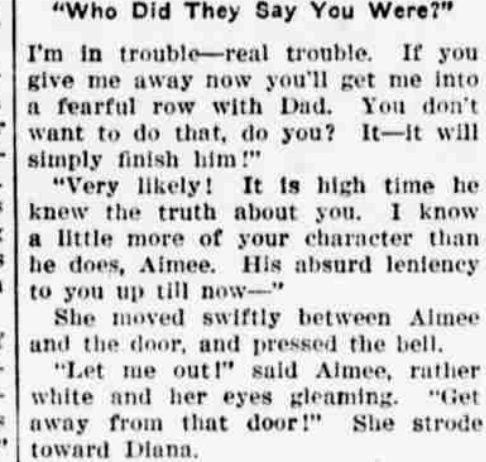 "Who Did They Say You Were?"
I'm in trouble—real trouble. If you
give me away now you'll get me into
a fearful row with Dad. You don't
want to do that, do you? It—it will
simply finish him!"
"Very likely! It is high time he
knew the truth about you. I know
a little more of your character than
he does, Aimee. His absurd leniency
to you up till now—"
She moved swiftly between Aimee
and the door, and pressed the bell.
"Let me out!" said Aimee, rather
white and her eyes gleaming. "Get
away from that door!" She strode
toward Diana.